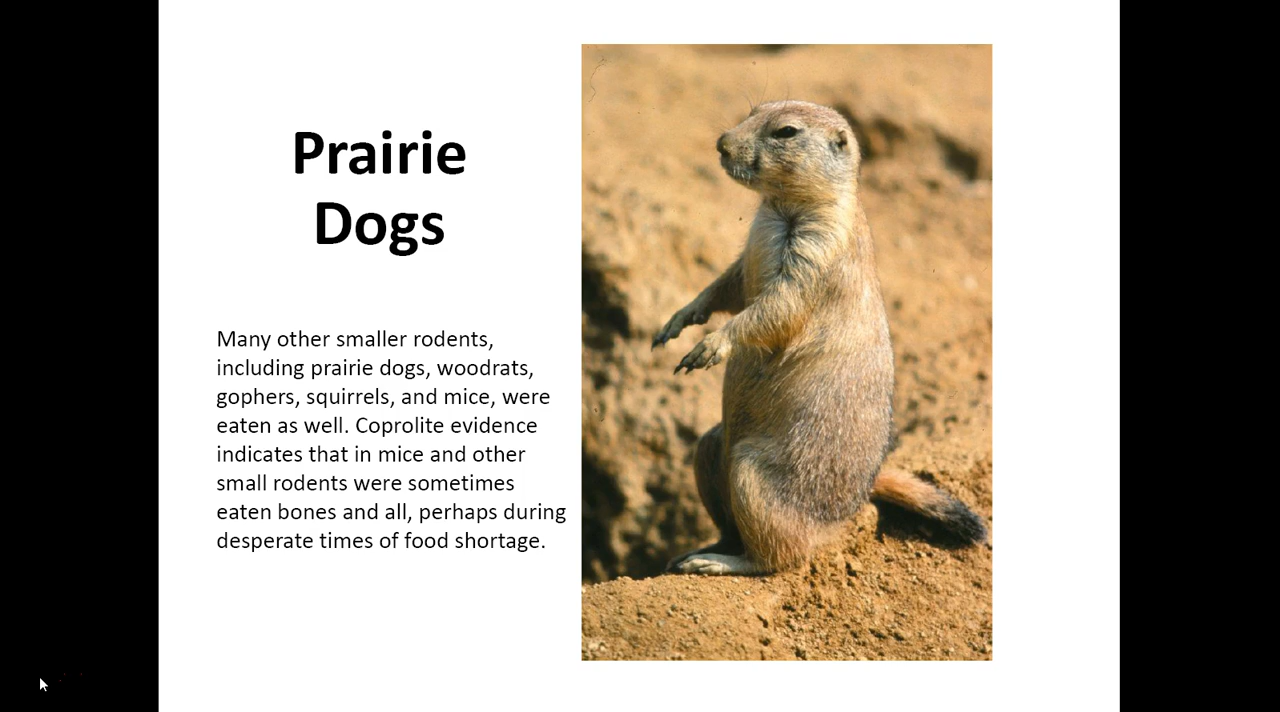 Prairie
Dogs
Many other smaller rodents,
including prairie dogs, woodrats,
gophers, squirrels, and mice, were
eaten as well. Coprolite evidence
indicates that in mice and other
small rodents were sometimes
eaten bones and all, perhaps during
desperate times of food shortage.